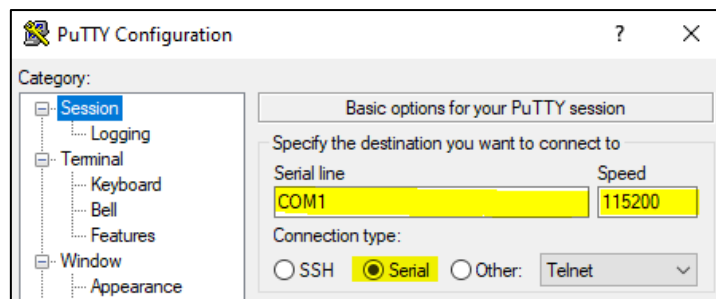 PuTTY Configuration ? ×
Category:
Session
Logging
Terminal
Keyboard
Bell
Features
Window
Appearance
Basic options for your PuTTY session
Specify the destination you want to connect to
Serial line Speed
COM1 115200
Connection type:
SSH Serial Other: Telnet